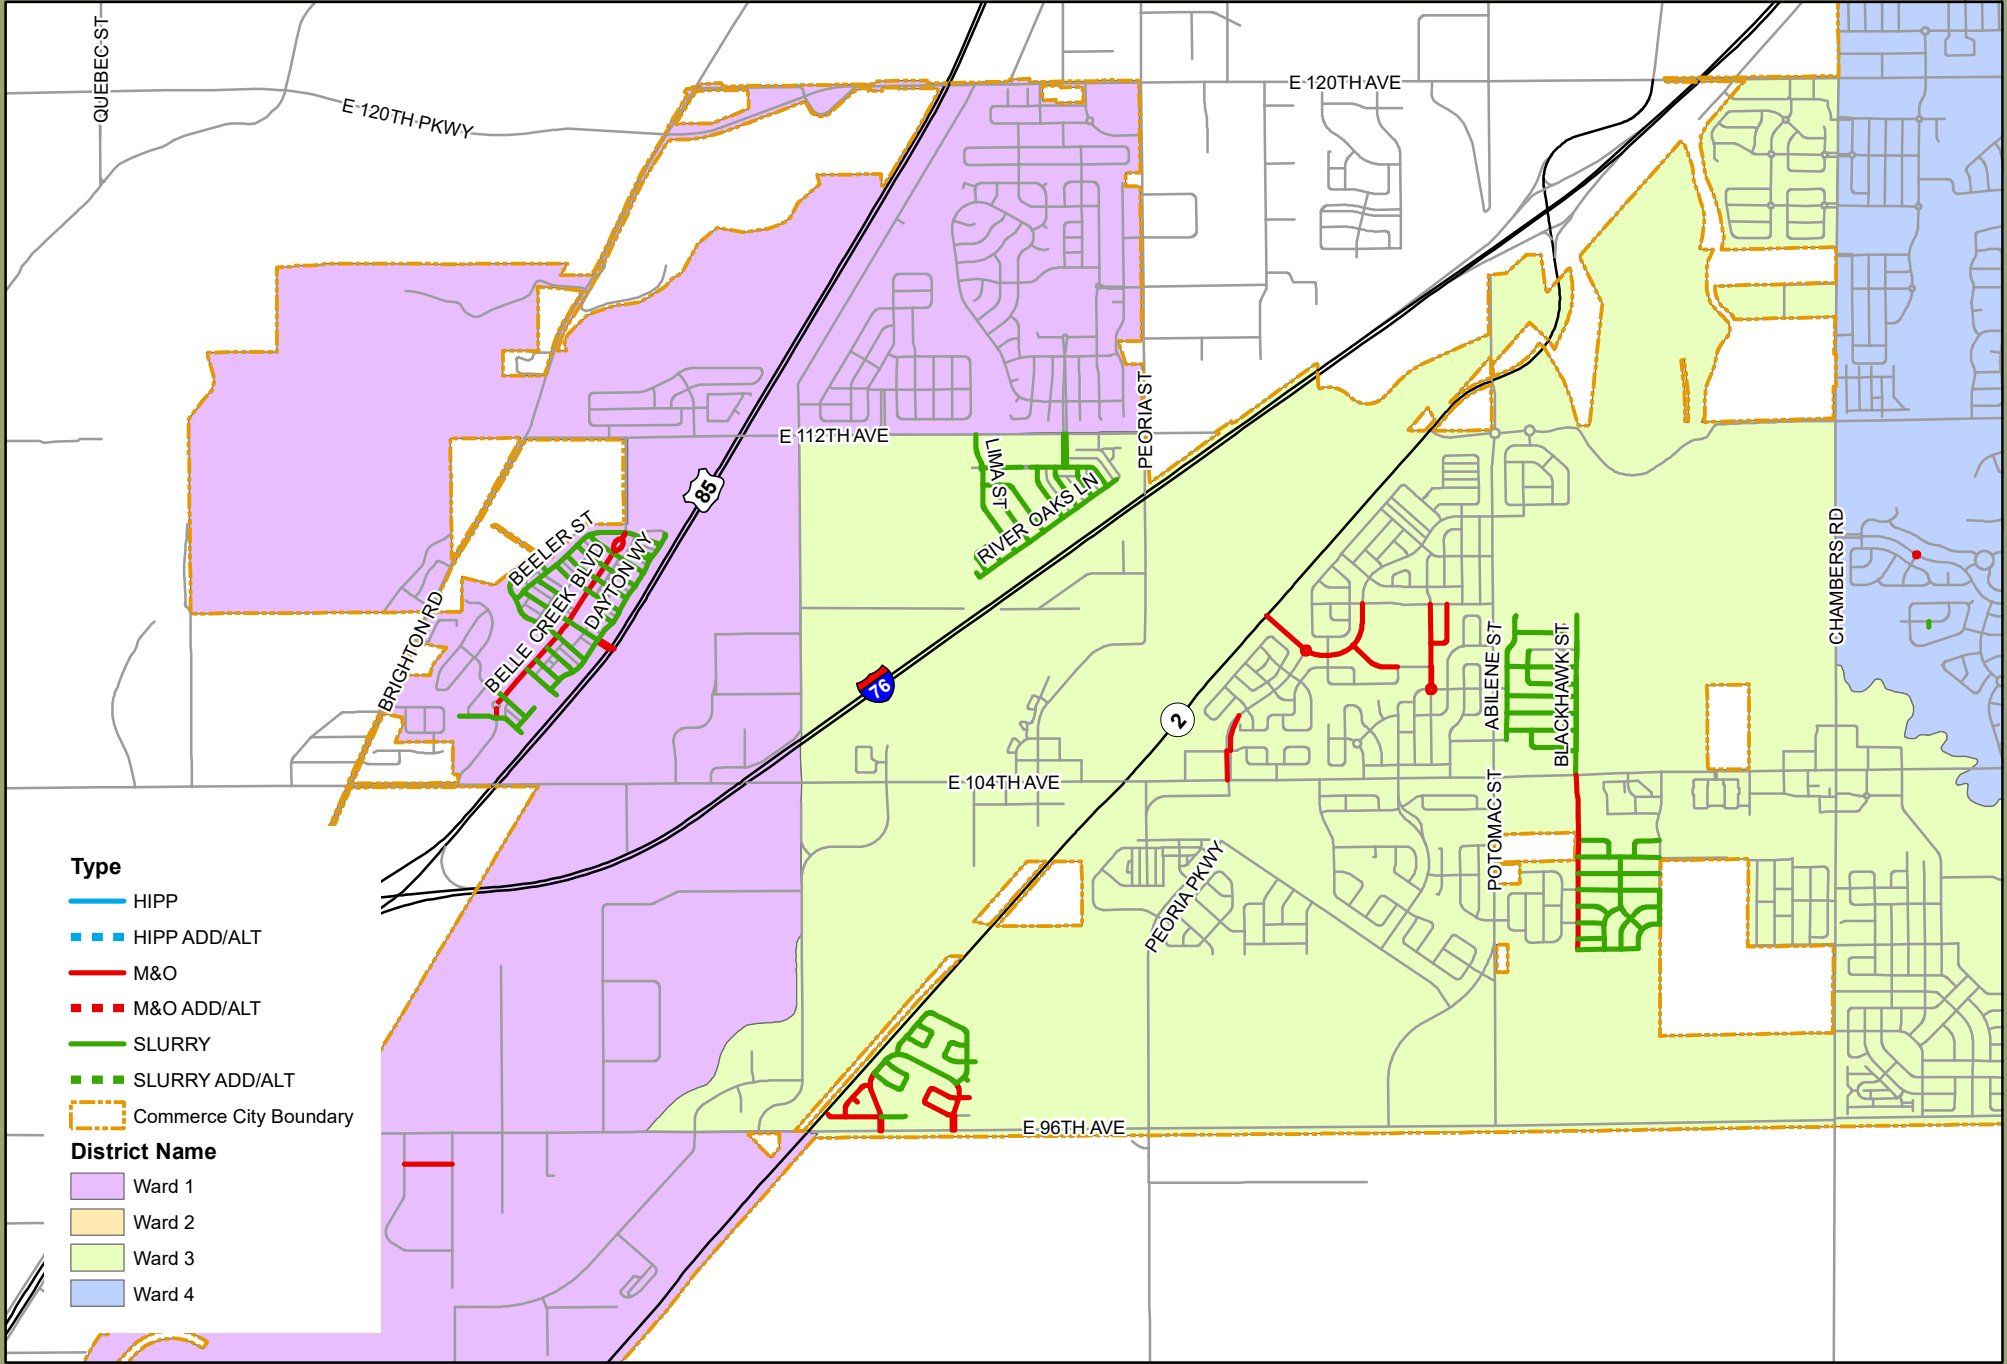 QUEBEC ST
E 120TH PKWY
E 120TH AVE
PEORIA ST
E 112TH AVE
LIMA ST
RIVER OAKS LN
85
BEELER ST
BELLE CREEK BLVD
DAYTON WY
BRIGHTON RD
CHAMBERS RD
ABILENE ST
BLACKHAWK ST
76
2
E 104TH AVE
POTOMAC ST
PEORIA PKWY
E 96TH AVE
Type
HIPP
HIPP ADD/ALT
M&O
M&O ADD/ALT
SLURRY
SLURRY ADD/ALT
Commerce City Boundary
District Name
Ward 1
Ward 2
Ward 3
Ward 4